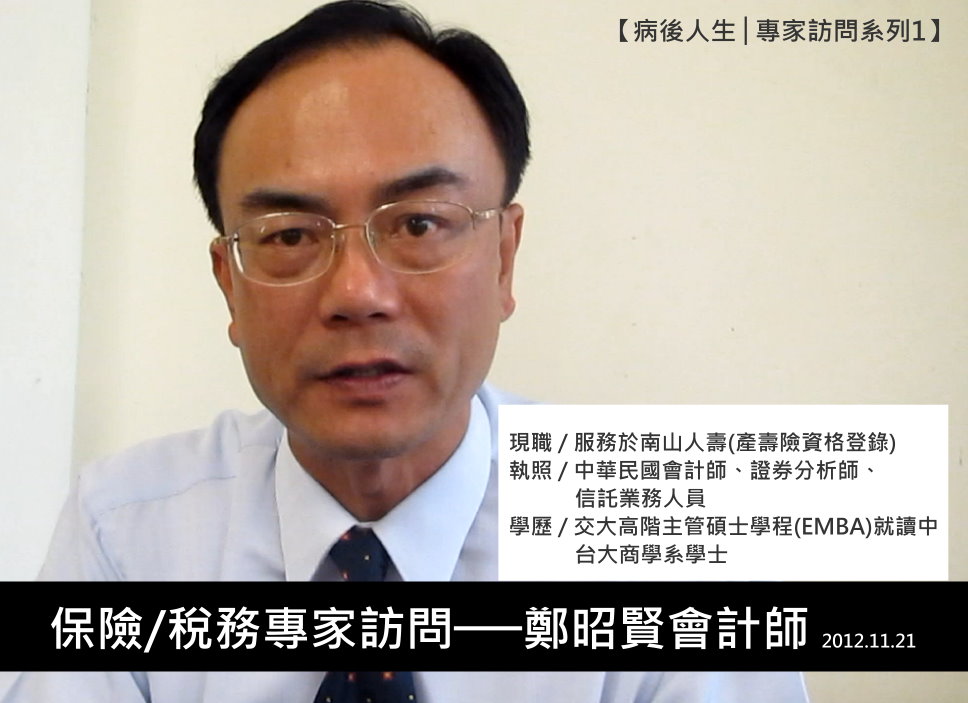 【病後人生│專家訪問系列1】
現職 / 服務於南山人壽(產壽險資格登錄)
執照 / 中華民國會計師、證券分析師、
信託業務人員
學歷 / 交大高階主管碩士學程(EMBA)就讀中
台大商學系學士
保險/稅務專家訪問──鄭昭賢會計師 2012.11.21